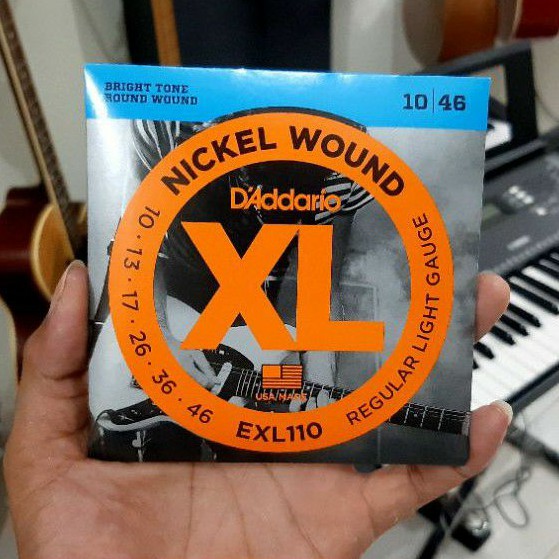 BRIGHT TONE
ROUND WOUND
10|46
NICKEL WOUND
D'Addario
XL
10 · 13 · 17 · 26 · 36 · 46
USA/MADE
EXL110
REGULAR LIGHT GAUGE